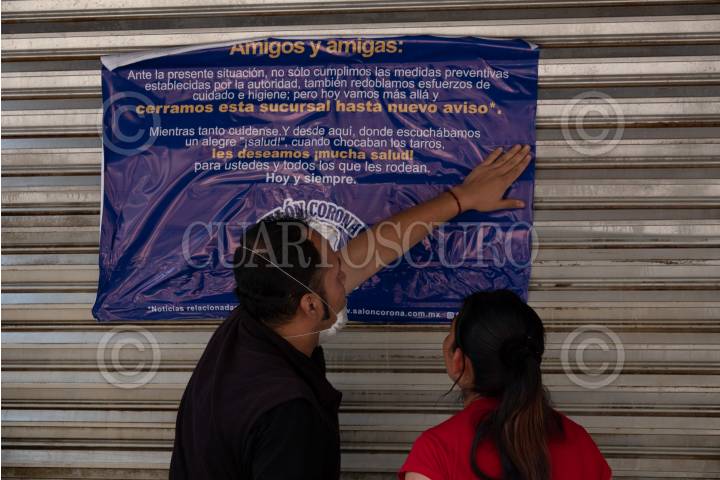 Amigos y amigas:
Ante la presente situación, no sólo cumplimos las medidas preventivas
establecidas por la autoridad, también redoblamos esfuerzos de
cuidado e higiene; pero hoy vamos más allá y
cerramos esta sucursal hasta nuevo aviso*.
Mientras tanto cuídense.Y desde aquí, donde escuchábamos
un alegre "¡salud!", cuando chocaban los tarros,
les deseamos ¡mucha salud!
para ustedes y todos los que les rodean.
Hoy y siempre.
SALÓN CORONA
CUARTOSCURO
*Noticias relacionada
.saloncorona.com.mx
©
©
©
©